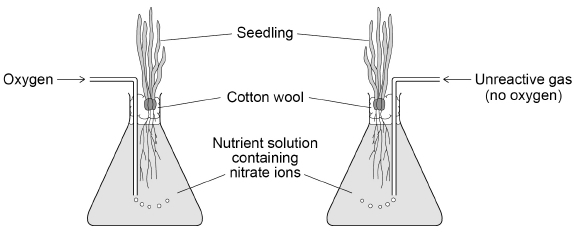 Seedling
Oxygen
Unreactive gas
(no oxygen)
Cotton wool
Nutrient solution
containing
nitrate ions